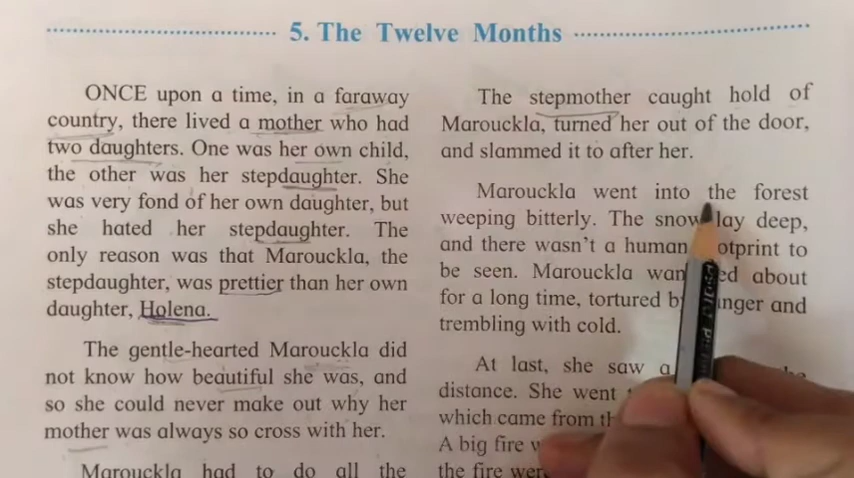 5. The Twelve Months
ONCE upon a time, in a faraway
country, there lived a mother who had
two daughters. One was her own child,
the other was her stepdaughter. She
was very fond of her own daughter, but
she hated her stepdaughter. The
only reason was that Marouckla, the
stepdaughter, was prettier than her own
daughter, Holena.
The gentle-hearted Marouckla did
not know how beautiful she was, and
so she could never make out why her
mother was always so cross with her.
Marouckla had to do all the
The stepmother caught hold of
Marouckla, turned her out of the door,
and slammed it to after her.
Marouckla went into the forest
weeping bitterly. The snow lay deep,
and there wasn't a human to
be seen. Marouckla about
for a long time, tortured and
trembling with cold.
At last, she saw a
distance. She went
which came from
A big fire
the fire